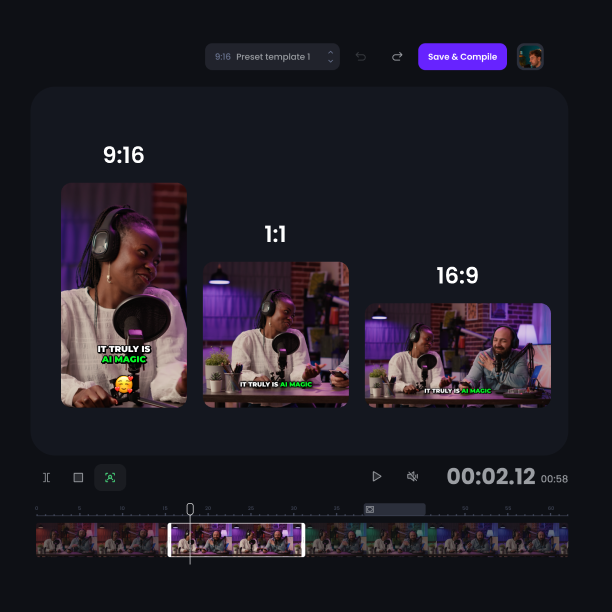 9:16 Preset template 1
Save & Compile
9:16
1:1
16:9
IT TRULY IS
AI MAGIC
IT TRULY IS AI MAGIC
IT TRULY IS AI MAGIC
00:02.12 00:58